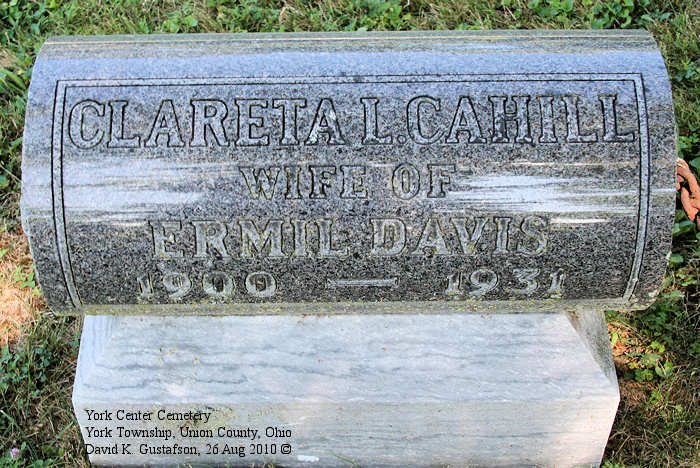 CLARETA L. CAHILL
WIFE OF
ERMIL DAVIS
1900 — 1931
York Center Cemetery
York Township, Union County, Ohio
David K. Gustafson, 26 Aug 2010 ©